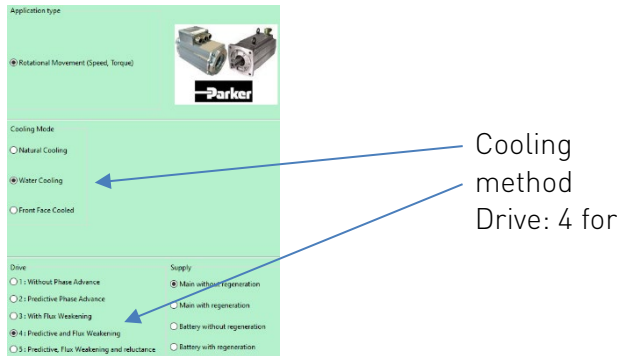 Application type
Rotational Movement (Speed, Torque)
Parker
Cooling Mode
Natural Cooling
Water Cooling
Front Face Cooled
Cooling
method
Drive: 4 for
Drive
1 : Without Phase Advance
2 : Predictive Phase Advance
3 : With Flux Weakening
4 : Predictive and Flux Weakening
5 : Predictive, Flux Weakening and reluctance
Supply
Main without regeneration
Main with regeneration
Battery without regeneration
Battery with regeneration